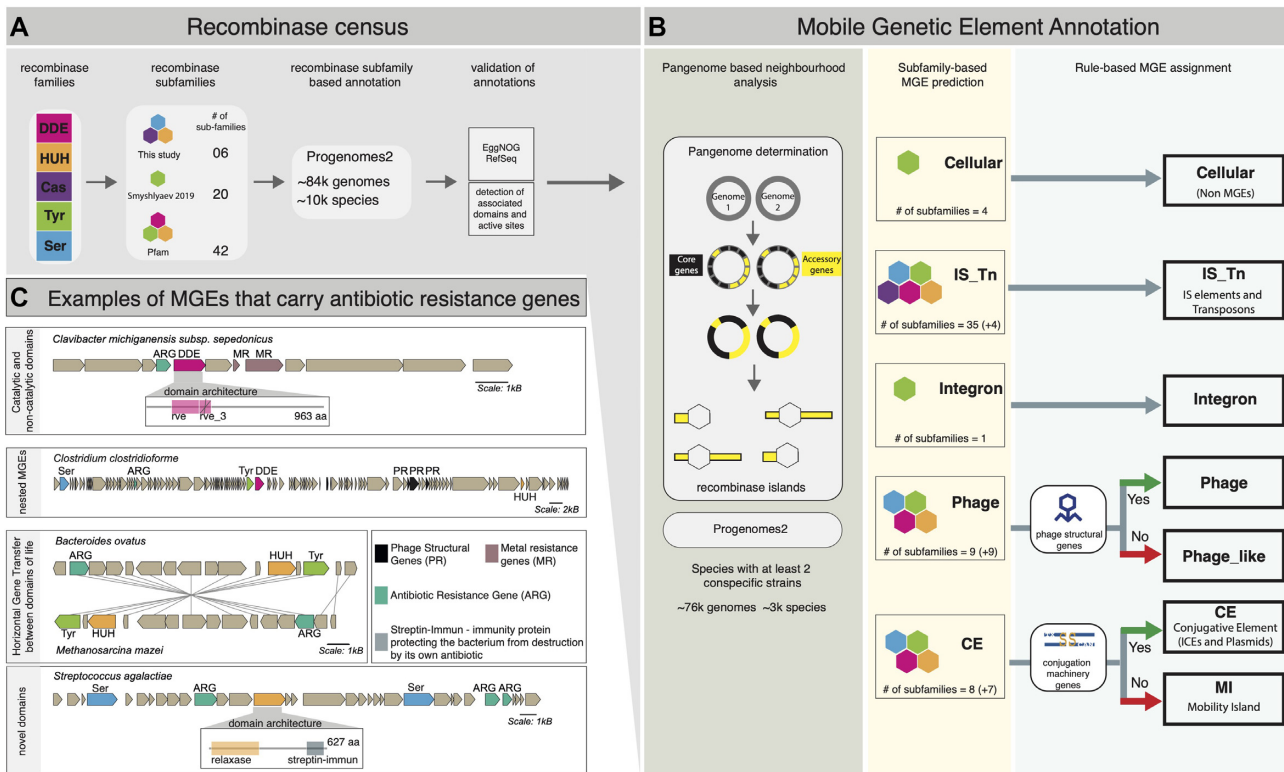 A Recombinase census
recombinase
families
recombinase
subfamilies
recombinase subfamily
based annotation
validation of
annotations
DDE
HUH
Cas
Tyr
Ser
# of
sub-families
This study
06
Smyshlyaev 2019
20
Pfam
42
Progenomes2
~84k genomes
~10k species
EggNOG
RefSeq
detection of
associated
domains and
active sites
B Mobile Genetic Element Annotation
Pangenome based neighbourhood
analysis
Pangenome determination
Genome
1
Genome
2
Core
genes
Accessory
genes
recombinase islands
Progenomes2
Species with at least 2
conspecific strains
~76k genomes ~3k species
Subfamily-based
MGE prediction
Rule-based MGE assignment
Cellular
# of subfamilies = 4
Cellular
(Non MGEs)
IS_Tn
# of subfamilies = 35 (+4)
IS_Tn
IS elements and
Transposons
Integron
# of subfamilies = 1
Integron
Phage
# of subfamilies = 9 (+9)
phage structural
genes
Yes
No
Phage
Phage_like
CE
# of subfamilies = 8 (+7)
SS
conjugation
machinery
genes
Yes
No
CE
Conjugative Element
(ICEs and Plasmids)
MI
Mobility Island
C Examples of MGEs that carry antibiotic resistance genes
Catalytic and
non-catalytic domains
Clavibacter michiganensis subsp. sepedonicus
ARG DDE MR MR
Scale: 1kB
domain architecture
rve rve_3 963 aa
nested MGEs
Clostridium clostridioforme
Ser ARG Tyr DDE PR PR PR
HUH
Scale: 2kB
Horizontal Gene Transfer
between domains of life
Bacteroides ovatus
ARG HUH Tyr
Tyr HUH ARG
Methanosarcina mazei
Scale: 1kB
Phage Structural
Genes (PR)
Metal resistance
genes (MR)
Antibiotic Resistance Gene (ARG)
Streptin-Immun - immunity protein
protecting the bacterium from destruction
by its own antibiotic
novel domains
Streptococcus agalactiae
Ser ARG Ser ARG ARG
Scale: 1kB
domain architecture
627 aa
relaxase streptin-immun